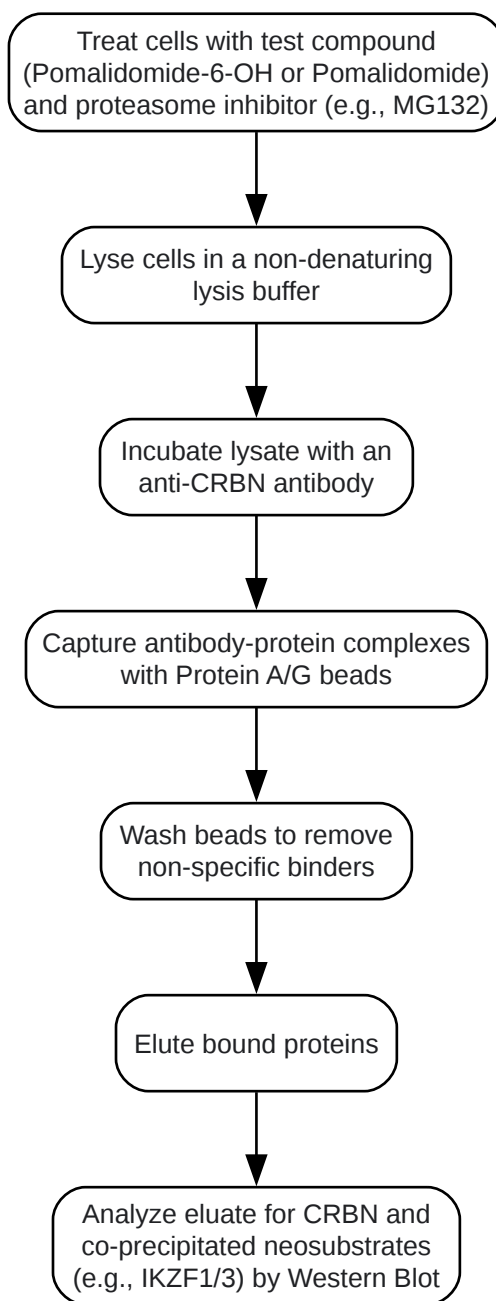 Treat cells with test compound
(Pomalidomide-6-OH or Pomalidomide)
and proteasome inhibitor (e.g., MG132)
Lyse cells in a non-denaturing
lysis buffer
Incubate lysate with an
anti-CRBN antibody
Capture antibody-protein complexes
with Protein A/G beads
Wash beads to remove
non-specific binders
Elute bound proteins
Analyze eluate for CRBN and
co-precipitated neosubstrates
(e.g., IKZF1/3) by Western Blot